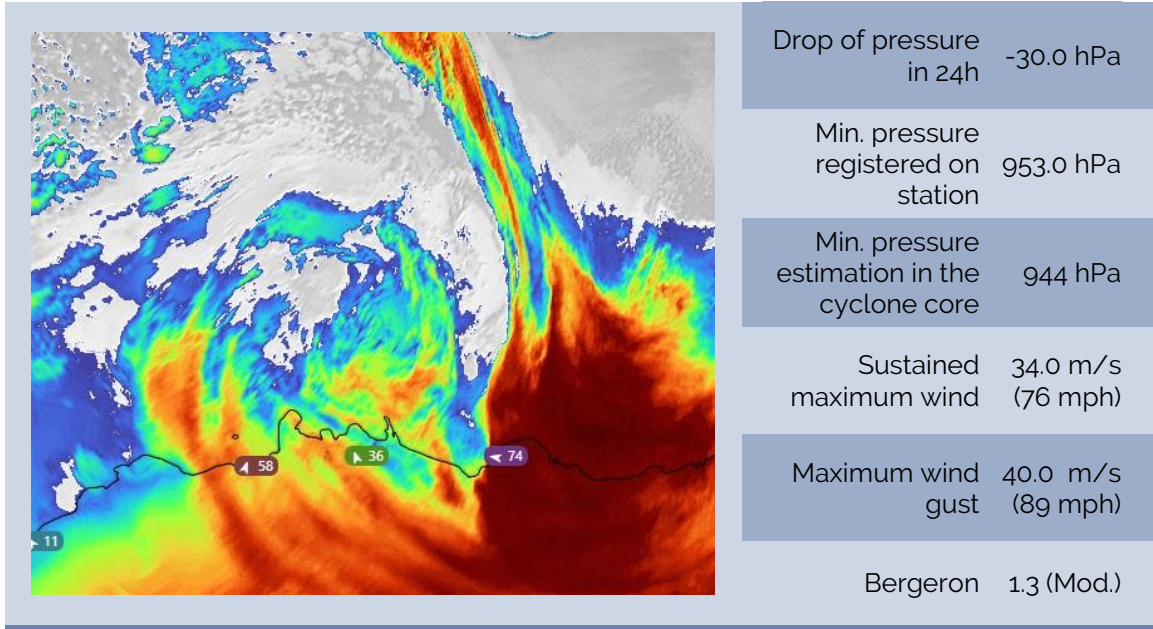 Drop of pressure
in 24h
-30.0 hPa
Min. pressure
registered on
station
953.0 hPa
Min. pressure
estimation in the
cyclone core
944 hPa
Sustained
maximum wind
34.0 m/s
(76 mph)
Maximum wind
gust
40.0 m/s
(89 mph)
Bergeron
1.3 (Mod.)
58
36
74
11